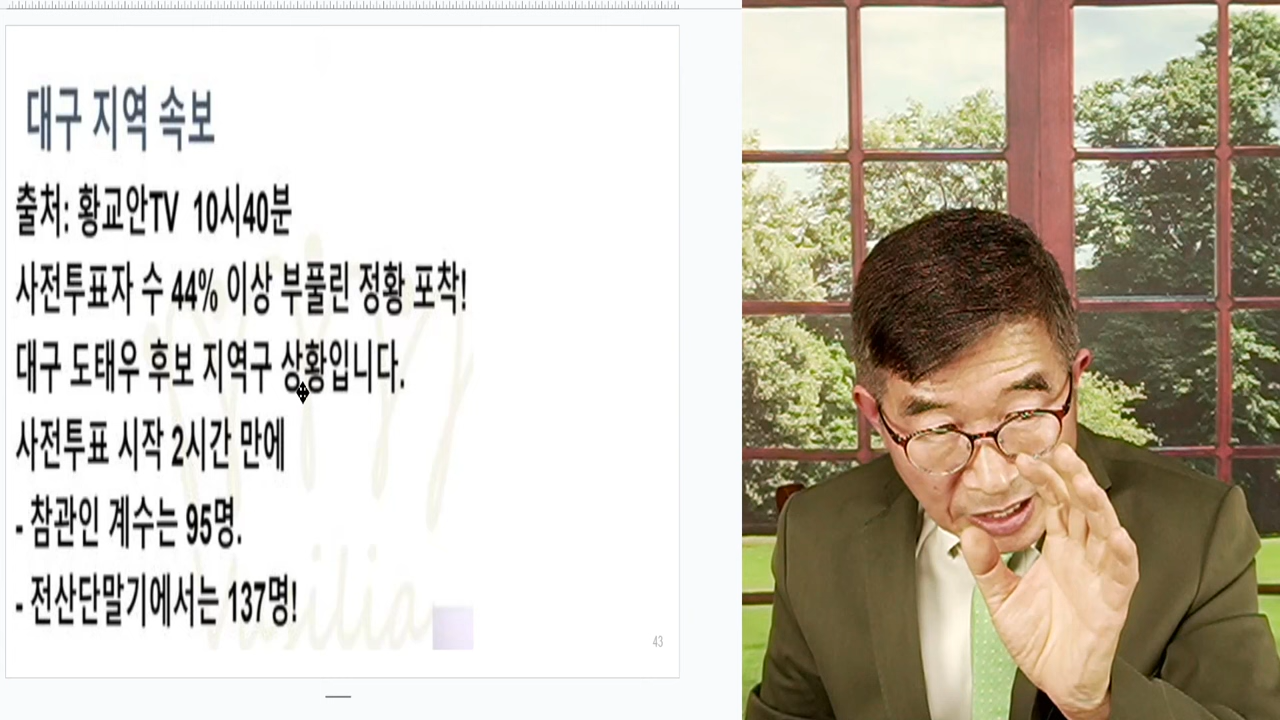 대구 지역 속보
출처: 황교안TV 10시40분
사전투표자 수 44% 이상 부풀린 정황 포착!
대구 도태우 후보 지역구 상황입니다.
사전투표 시작 2시간 만에
- 참관인 계수는 95명.
- 전산단말기에서는 137명!
43